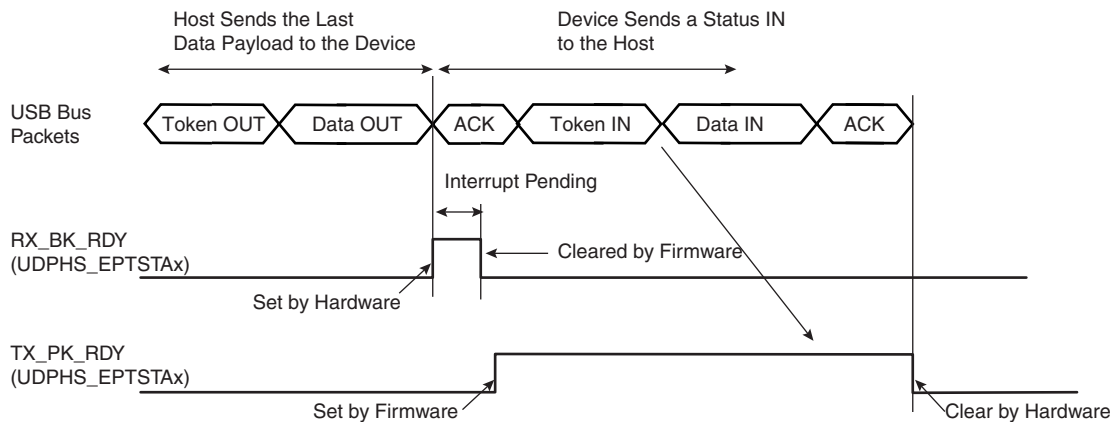 Host Sends the Last
Data Payload to the Device
Device Sends a Status IN
to the Host
USB Bus
Packets
Token OUT
Data OUT
ACK
Token IN
Data IN
ACK
Interrupt Pending
RX_BK_RDY
(UDPHS_EPTSTAx)
Cleared by Firmware
Set by Hardware
TX_PK_RDY
(UDPHS_EPTSTAx)
Set by Firmware
Clear by Hardware